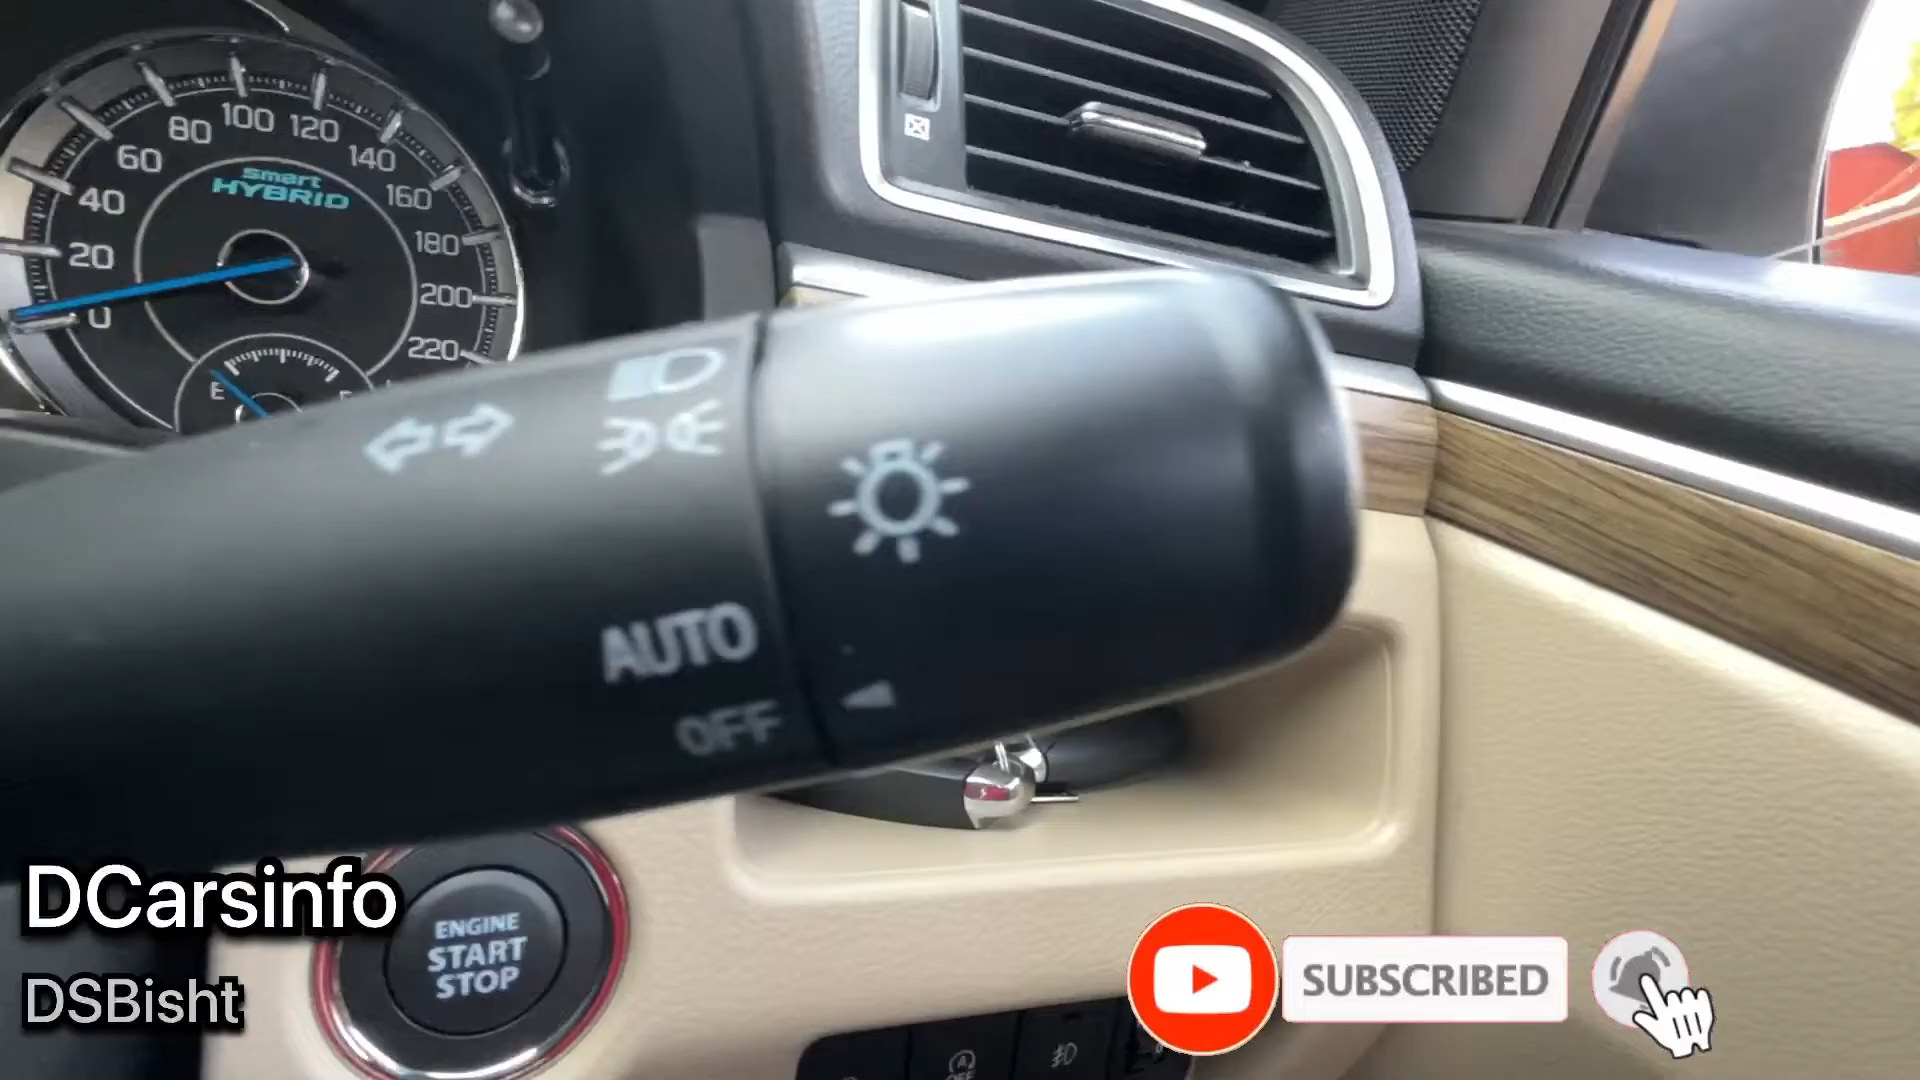 0
20
40
60
80
100
120
140
160
180
200
220
smart
HYBRID
E
AUTO
OFF
ENGINE
START
STOP
A
OFF
DCarsinfo
DSBisht
SUBSCRIBED